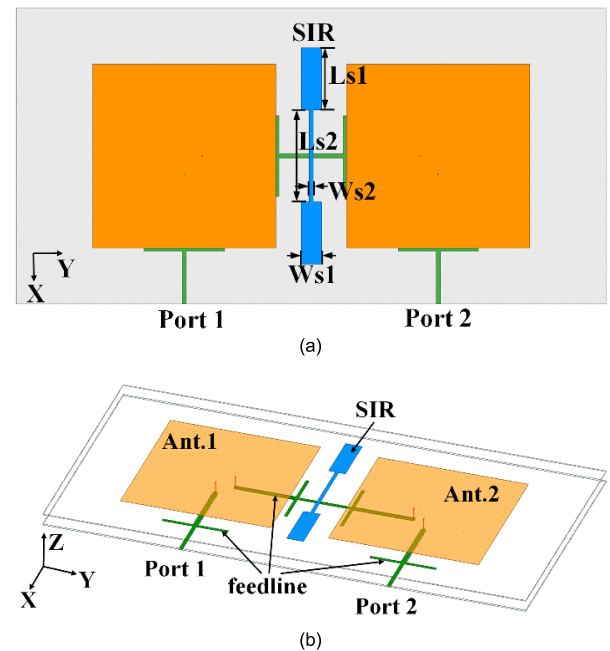 SIR
Ls1
Ls2
Ws2
Ws1
X
Y
Port 1
Port 2
(a)
SIR
Ant.1
Ant.2
Z
Y
X
Port 1
feedline
Port 2
(b)